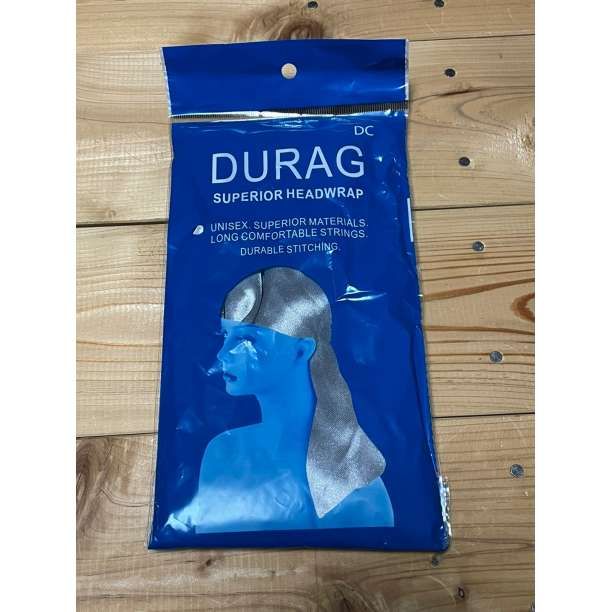 DC
DURAG
SUPERIOR HEADWRAP
UNISEX. SUPERIOR MATERIALS.
LONG COMFORTABLE STRINGS.
DURABLE STITCHING.